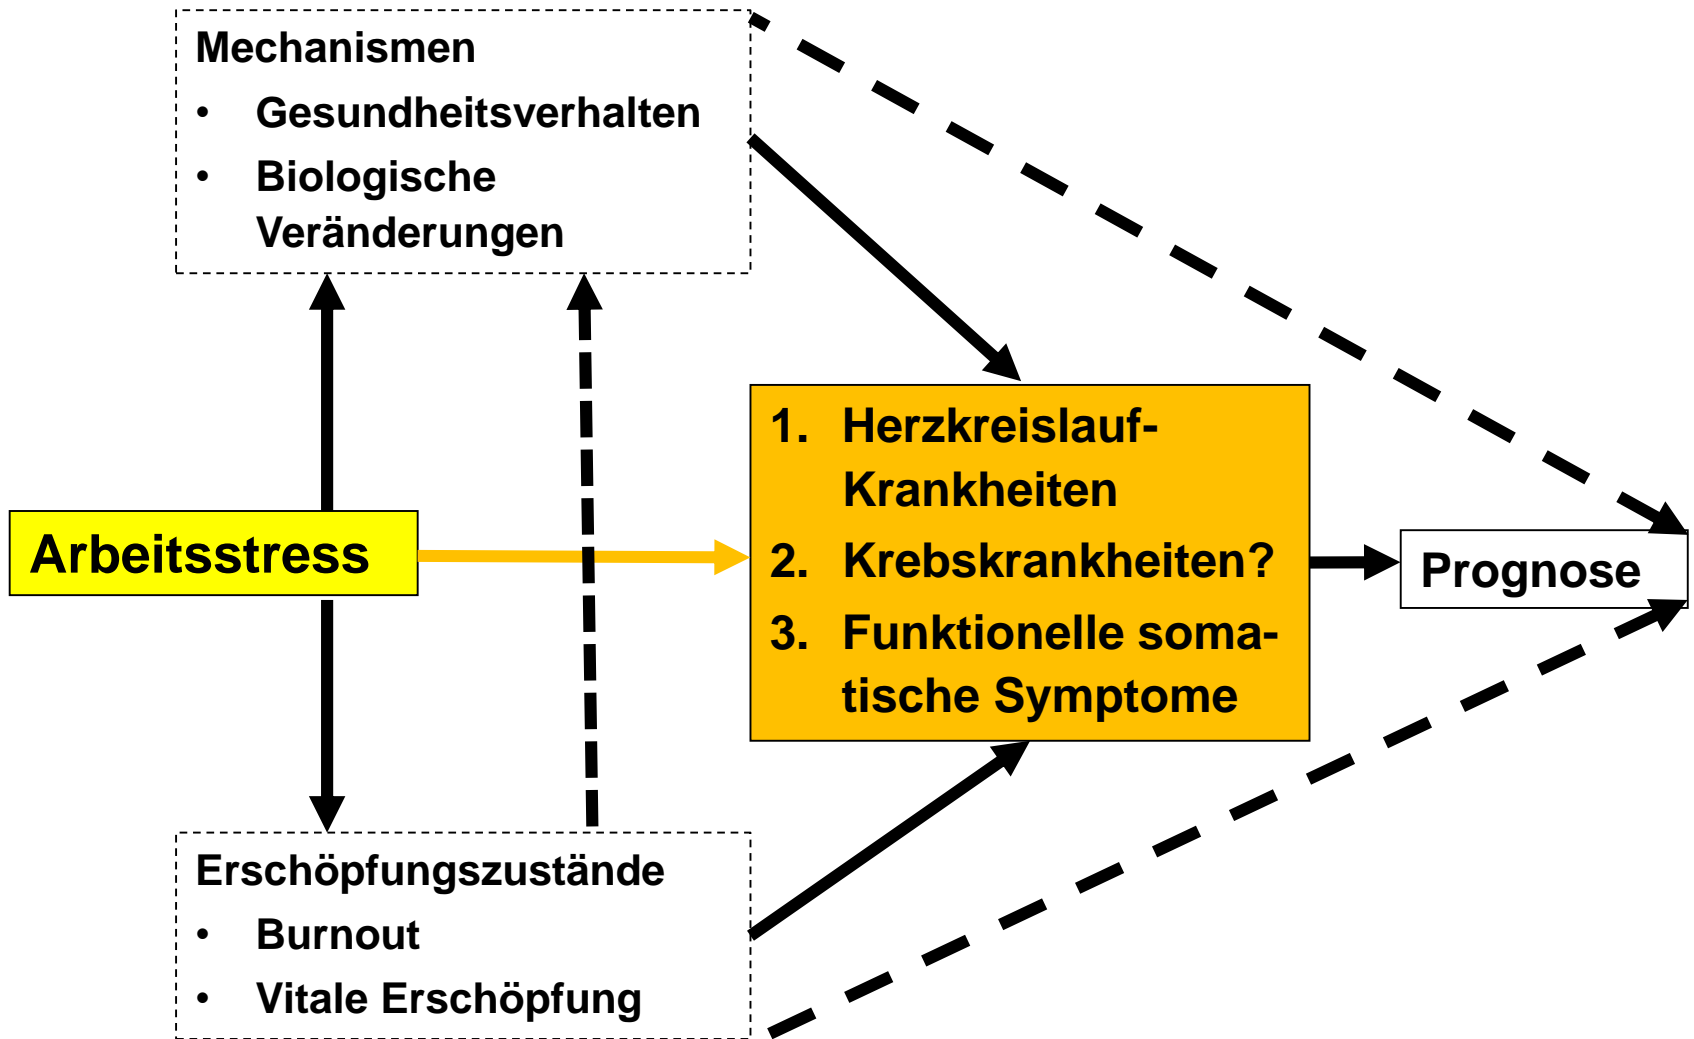 Mechanismen
• Gesundheitsverhalten
• Biologische
Veränderungen
1. Herzkreislauf-
Krankheiten
Arbeitsstress
2. Krebskrankheiten?
Prognose
3. Funktionelle soma-
tische Symptome
Erschöpfungszustände
• Burnout
• Vitale Erschöpfung